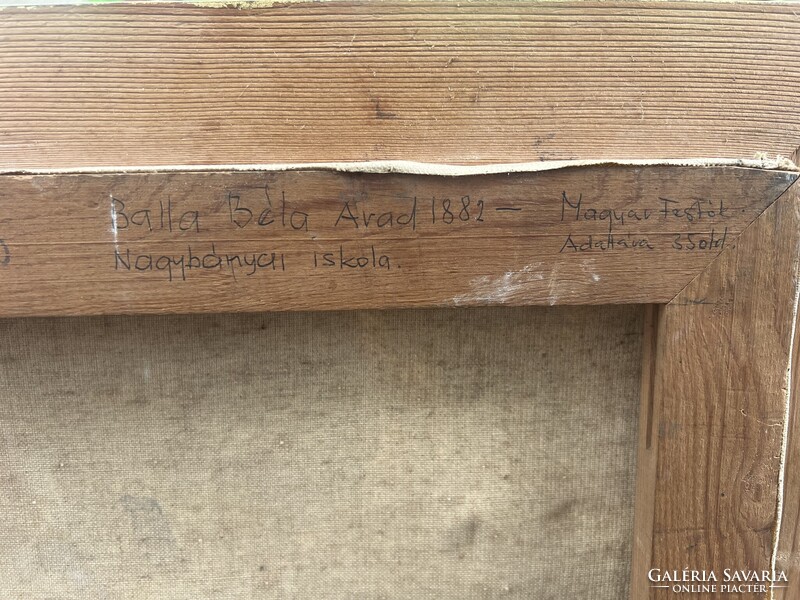 Balla Béla Arad 1882 — Magyar Festők
Nagybányai iskola. Adattára 55old.
GALÉRIA SAVARIA
ONLINE PIACTÉR